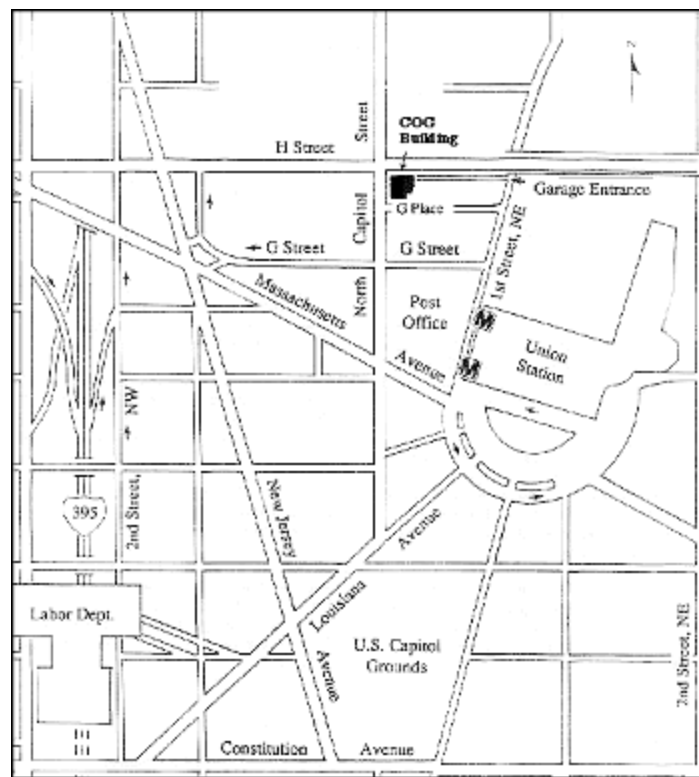 N
COG
Building
H Street
Street
Capitol
North
Garage Entrance
G Place
G Street
G Street
1st Street, NE
Massachusetts
Avenue
Post
Office
M
M
Union
Station
2nd Street,
NW
395
New Jersey
Avenue
Louisiana
Avenue
Labor Dept.
U.S. Capitol
Grounds
2nd Street, NE
Constitution
Avenue